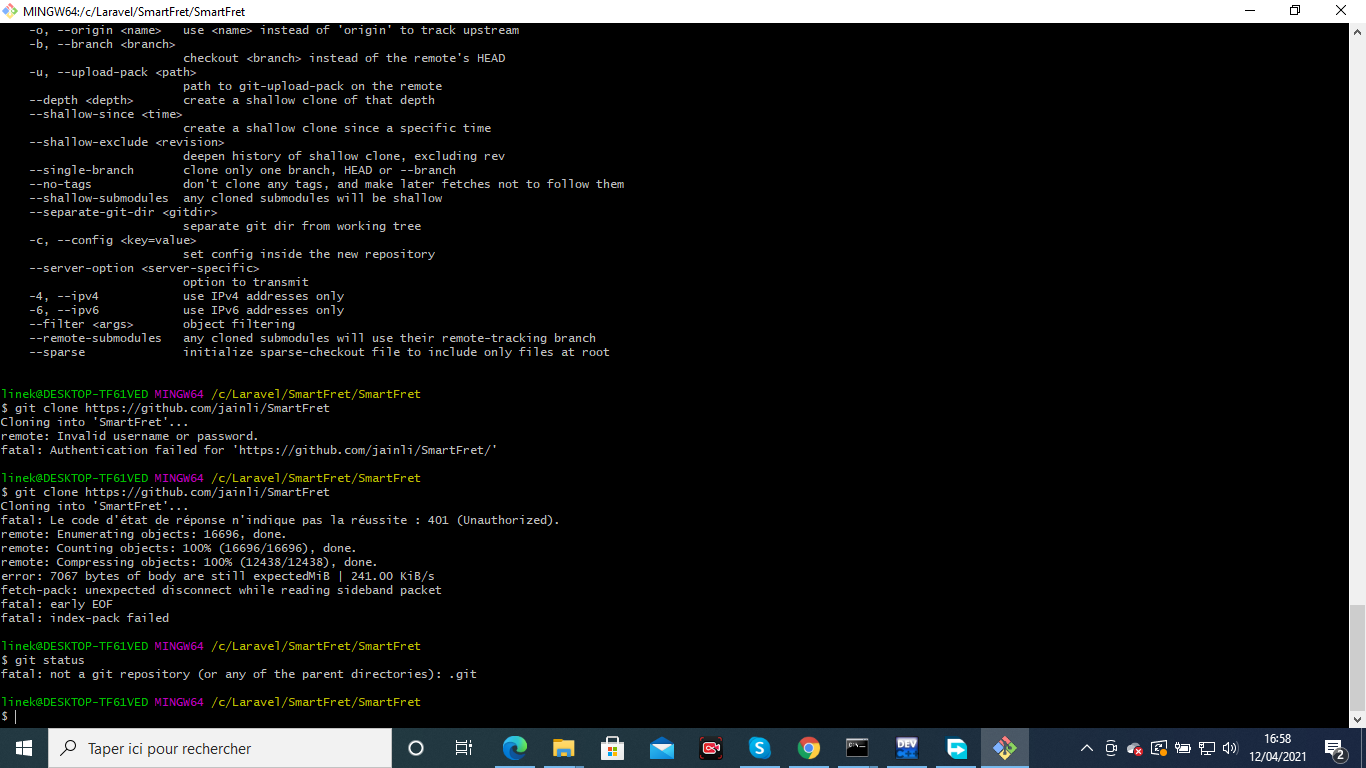 MINGW64:/c/Laravel/SmartFret/SmartFret
-o, --origin <name>   use <name> instead of 'origin' to track upstream
-b, --branch <branch>
checkout <branch> instead of the remote's HEAD
-u, --upload-pack <path>
path to git-upload-pack on the remote
--depth <depth>       create a shallow clone of that depth
--shallow-since <time>
create a shallow clone since a specific time
--shallow-exclude <revision>
deepen history of shallow clone, excluding rev
--single-branch       clone only one branch, HEAD or --branch
--no-tags             don't clone any tags, and make later fetches not to follow them
--shallow-submodules  any cloned submodules will be shallow
--separate-git-dir <gitdir>
separate git dir from working tree
-c, --config <key=value>
set config inside the new repository
--server-option <server-specific>
option to transmit
-4, --ipv4            use IPv4 addresses only
-6, --ipv6            use IPv6 addresses only
--filter <args>       object filtering
--remote-submodules   any cloned submodules will use their remote-tracking branch
--sparse              initialize sparse-checkout file to include only files at root
linek@DESKTOP-TF61VED MINGW64 /c/Laravel/SmartFret/SmartFret
$ git clone https://github.com/jainli/SmartFret
Cloning into 'SmartFret'...
remote: Invalid username or password.
fatal: Authentication failed for 'https://github.com/jainli/SmartFret/'
linek@DESKTOP-TF61VED MINGW64 /c/Laravel/SmartFret/SmartFret
$ git clone https://github.com/jainli/SmartFret
Cloning into 'SmartFret'...
fatal: Le code d'état de réponse n'indique pas la réussite : 401 (Unauthorized).
remote: Enumerating objects: 16696, done.
remote: Counting objects: 100% (16696/16696), done.
remote: Compressing objects: 100% (12438/12438), done.
error: 7067 bytes of body are still expectedMiB | 241.00 KiB/s
fetch-pack: unexpected disconnect while reading sideband packet
fatal: early EOF
fatal: index-pack failed
linek@DESKTOP-TF61VED MINGW64 /c/Laravel/SmartFret/SmartFret
$ git status
fatal: not a git repository (or any of the parent directories): .git
linek@DESKTOP-TF61VED MINGW64 /c/Laravel/SmartFret/SmartFret
$
Taper ici pour rechercher
DEV
16:58
12/04/2021
2